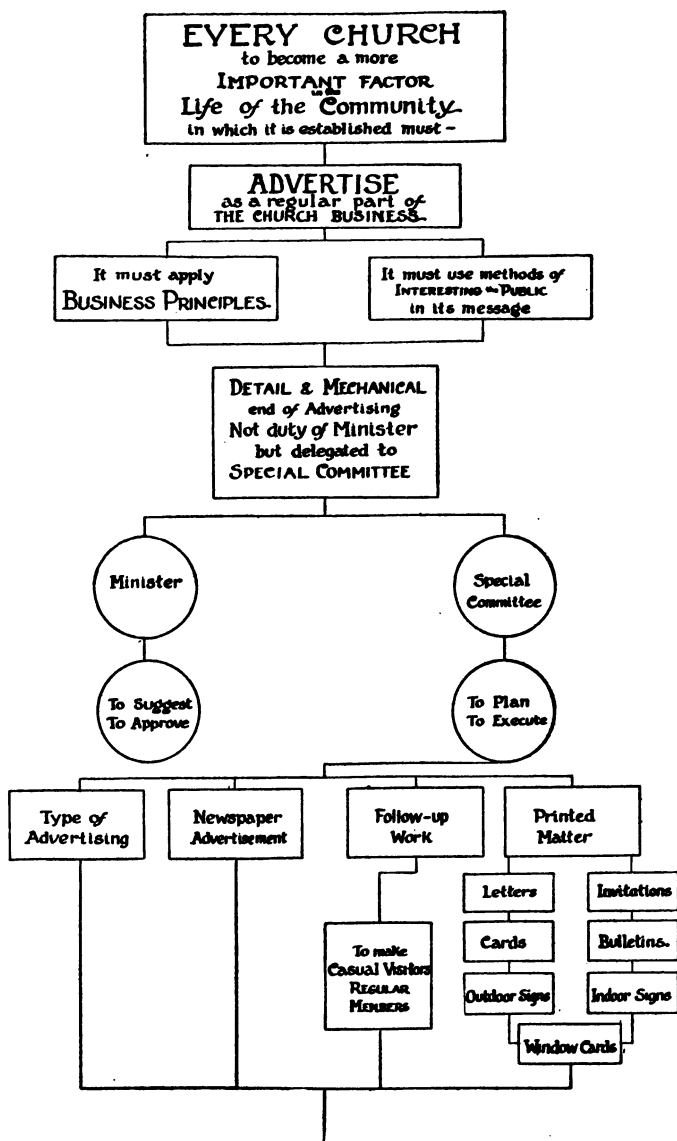 EVERY CHURCH
to become a more
IMPORTANT FACTOR
in the
Life of the Community
in which it is established must –
ADVERTISE
as a regular part of
THE CHURCH BUSINESS.
It must apply
BUSINESS PRINCIPLES.
It must use methods of
INTERESTING the PUBLIC
in its message
DETAIL & MECHANICAL
end of Advertising
Not duty of Minister
but delegated to
SPECIAL COMMITTEE
Minister
Special
Committee
To Suggest
To Approve
To Plan
To Execute
Type of
Advertising
Newspaper
Advertisement
Follow-up
Work
Printed
Matter
Letters
Invitations
Cards
Bulletins.
To make
CASUAL VISITORS
REGULAR
MEMBERS
Outdoor Signs
Indoor Signs
Window Cards